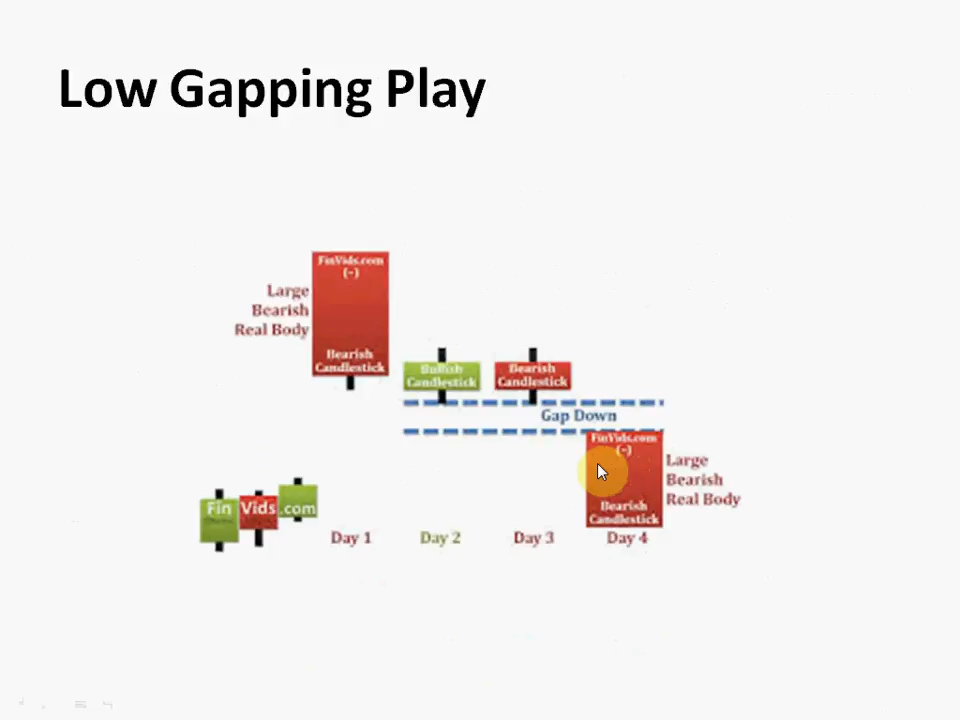 Low Gapping Play
FinVids.com
(-)
Large
Bearish
Real Body
Bearish
Candlestick
Bullish
Candlestick
Bearish
Candlestick
Gap Down
FinVids.com
(-)
Large
Bearish
Real Body
Bearish
Candlestick
Fin Vids .com
Day 1
Day 2
Day 3
Day 4